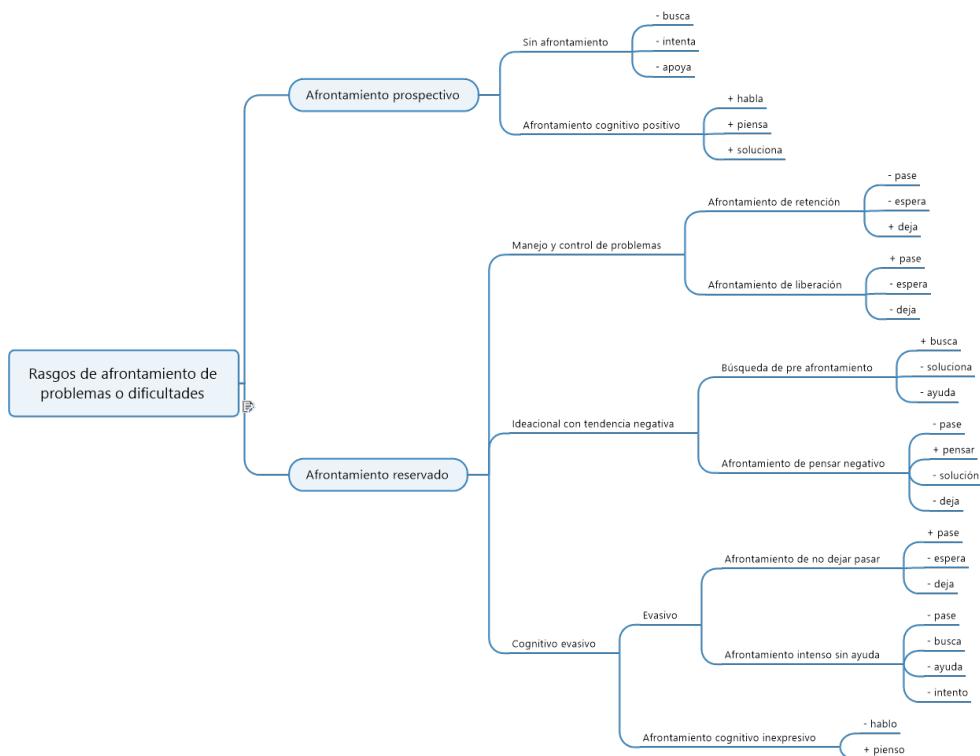 Rasgos de afrontamiento de
problemas o dificultades
Afrontamiento prospectivo
Sin afrontamiento
- busca
- intenta
- apoya
Afrontamiento cognitivo positivo
+ habla
+ piensa
+ soluciona
Afrontamiento reservado
Manejo y control de problemas
Afrontamiento de retención
- pase
- espera
+ deja
Afrontamiento de liberación
+ pase
- espera
- deja
Ideacional con tendencia negativa
Búsqueda de pre afrontamiento
+ busca
- soluciona
- ayuda
Afrontamiento de pensar negativo
- pase
+ pensar
- solución
- deja
Cognitivo evasivo
Evasivo
Afrontamiento de no dejar pasar
+ pase
- espera
- deja
Afrontamiento intenso sin ayuda
- pase
- busca
- ayuda
- intento
Afrontamiento cognitivo inexpresivo
- hablo
+ pienso